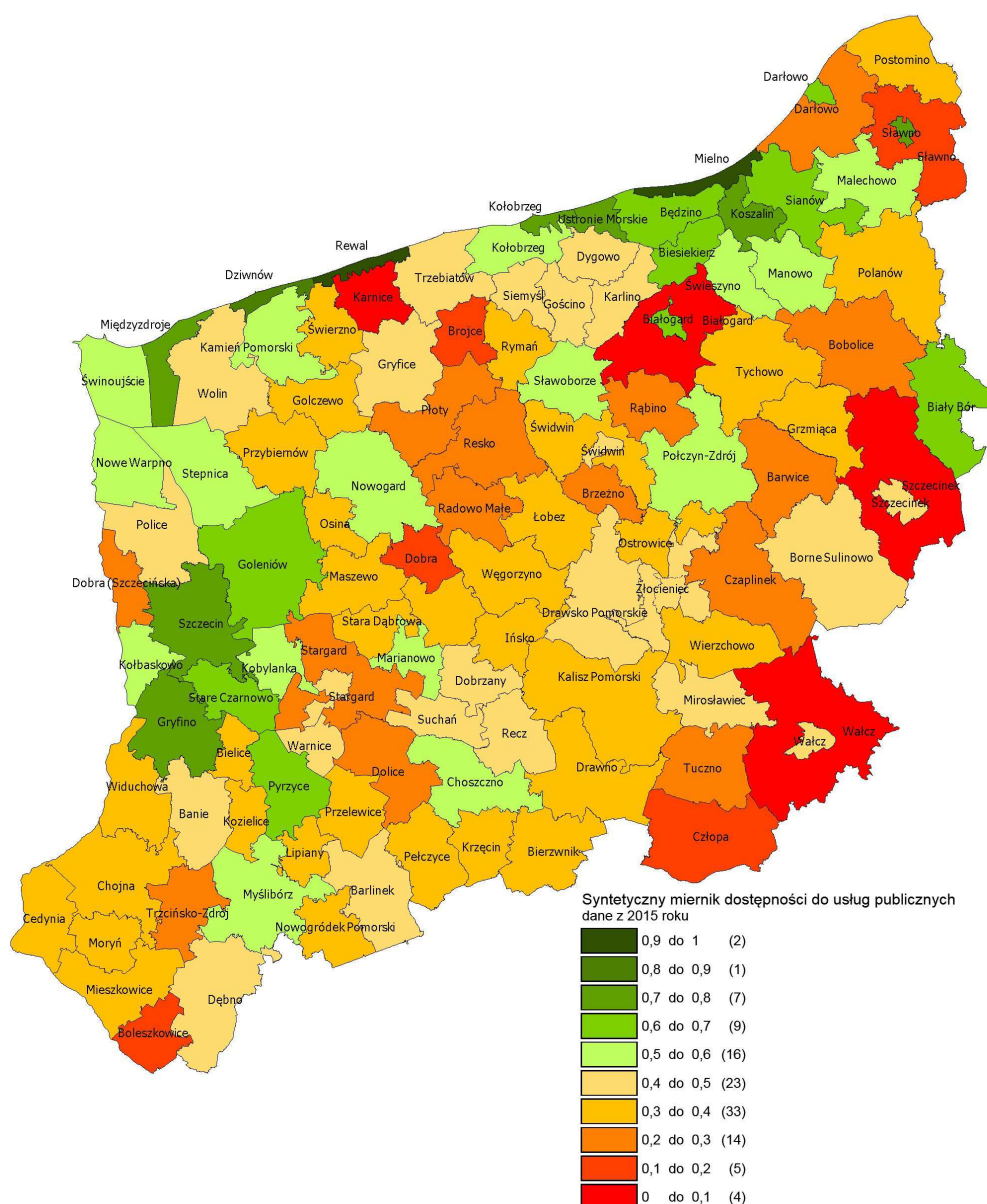 Postomino
Darłowo
Darłowo
Sławno
Sławno
Mielno
Malechowo
Sianów
Kołobrzeg
Ustronie Morskie
Będzino
Koszalin
Rewal
Kołobrzeg
Dygowo
Biesiekierz
Manowo
Polanów
Dziwnów
Trzebiatów
Świeszyno
Karnice
Siemyśl
Gościno
Karlino
Międzyzdroje
Świerzno
Brojce
Białogard
Białogard
Kamień Pomorski
Rymań
Bobolice
Gryfice
Tychowo
Świnoujście
Wolin
Sławoborze
Golczewo
Płoty
Rąbino
Biały Bór
Świdwin
Grzmiąca
Resko
Przybiernów
Świdwin
Połczyn-Zdrój
Nowe Warpno
Stepnica
Nowogard
Brzeżno
Barwice
Szczecinek
Szczecinek
Radowo Małe
Łobez
Police
Osina
Ostrowice
Borne Sulinowo
Goleniów
Dobra
Węgorzyno
Maszewo
Dobra (Szczecińska)
Złocieniec
Czaplinek
Drawsko Pomorskie
Szczecin
Stara Dąbrowa
Ińsko
Wierzchowo
Stargard
Marianowo
Kołbaskowo
Kobylanka
Kalisz Pomorski
Dobrzany
Stare Czarnowo
Stargard
Mirosławiec
Gryfino
Suchań
Recz
Wałcz
Wałcz
Bielice
Warnice
Dolice
Drawno
Tuczno
Widuchowa
Pyrzyce
Choszczno
Banie
Kozielice
Przelewice
Człopa
Lipiany
Pełczyce
Krzęcin
Bierzwnik
Chojna
Myślibórz
Barlinek
Trzcińsko-Zdrój
Cedynia
Nowogródek Pomorski
Moryń
Mieszkowice
Dębno
Boleszkowice
Syntetyczny miernik dostępności do usług publicznych
dane z 2015 roku
0,9 do 1 (2)
0,8 do 0,9 (1)
0,7 do 0,8 (7)
0,6 do 0,7 (9)
0,5 do 0,6 (16)
0,4 do 0,5 (23)
0,3 do 0,4 (33)
0,2 do 0,3 (14)
0,1 do 0,2 (5)
0 do 0,1 (4)